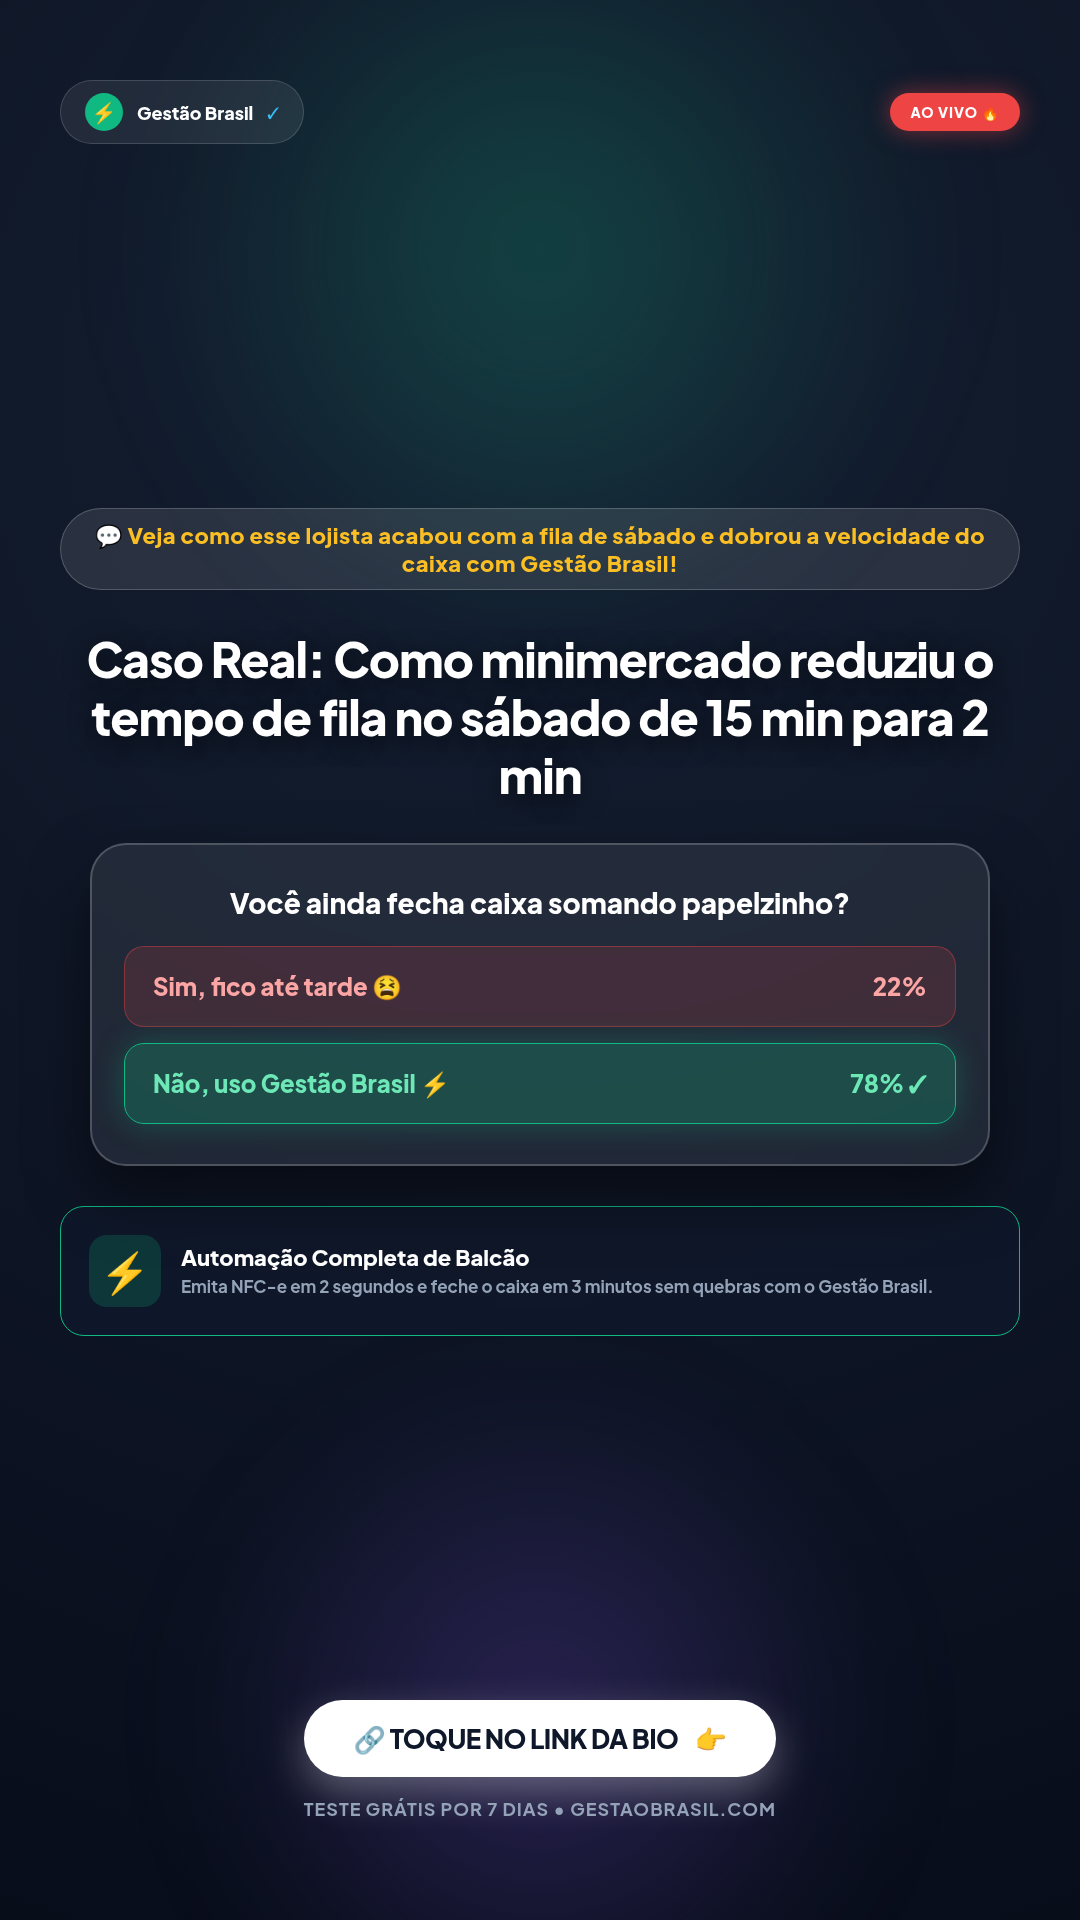 ⚡ Gestão Brasil ✓
AO VIVO 🔥
💬 Veja como esse lojista acabou com a fila de sábado e dobrou a velocidade do
caixa com Gestão Brasil!
Caso Real: Como minimercado reduziu o
tempo de fila no sábado de 15 min para 2
min
Você ainda fecha caixa somando papelzinho?
Sim, fico até tarde 😫 22%
Não, uso Gestão Brasil ⚡ 78% ✓
⚡ Automação Completa de Balcão
Emita NFC-e em 2 segundos e feche o caixa em 3 minutos sem quebras com o Gestão Brasil.
🔗 TOQUE NO LINK DA BIO 👉
TESTE GRÁTIS POR 7 DIAS • GESTAOBRASIL.COM